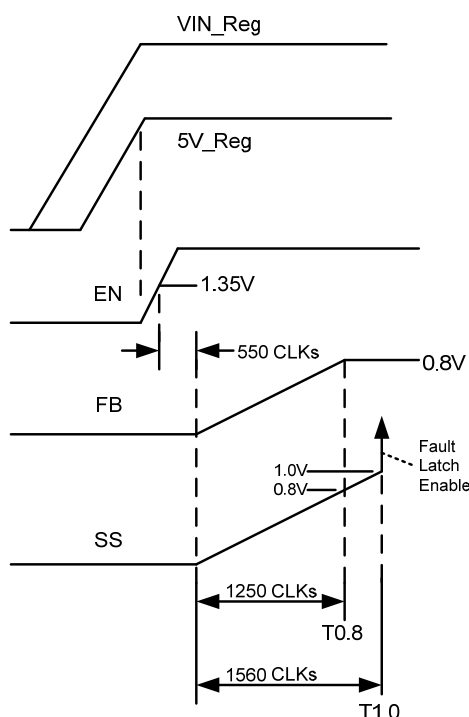 VIN_Reg
5V_Reg
EN
1.35V
550 CLKs
FB
0.8V
1.0V
0.8V
Fault
Latch
Enable
SS
1250 CLKs
T0.8
1560 CLKs
T1.0